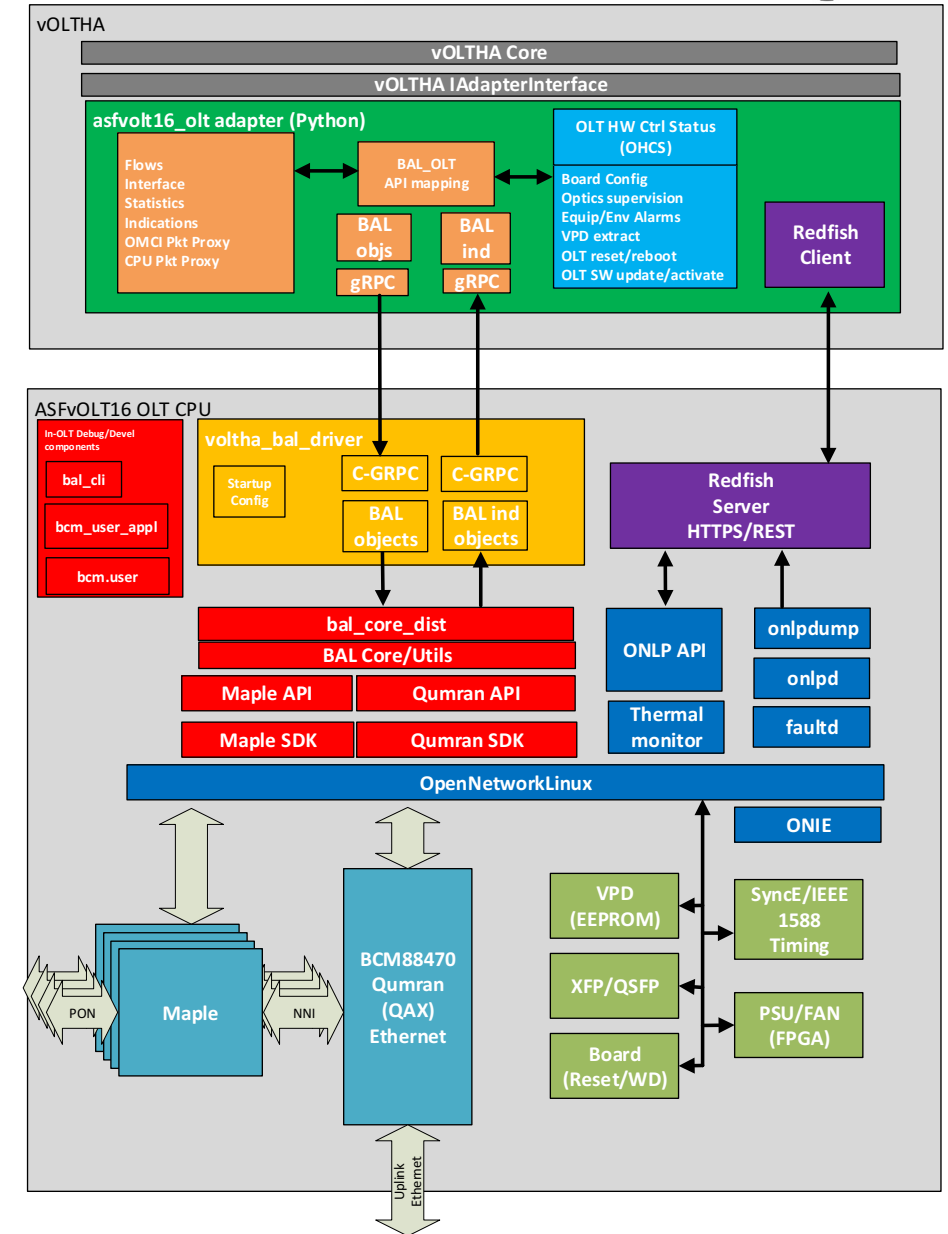 vOLTHA
vOLTHA Core
vOLTHA IAdapterInterface
asfvolt16_olt adapter (Python)
Flows
Interface
Statistics
Indications
OMCI Pkt Proxy
CPU Pkt Proxy
BAL_OLT
API mapping
BAL
objs
gRPC
BAL
ind
gRPC
OLT HW Ctrl Status
(OHCS)
Board Config
Optics supervision
Equip/Env Alarms
VPD extract
OLT reset/reboot
OLT SW update/activate
Redfish
Client
ASFvOLT16 OLT CPU
In-OLT Debug/Devel
components
bal_cli
bcm_user_appl
bcm.user
voltha_bal_driver
Startup
Config
C-GRPC
BAL
objects
C-GRPC
BAL ind
objects
Redfish
Server
HTTPS/REST
bal_core_dist
BAL Core/Utils
Maple API
Qumran API
Maple SDK
Qumran SDK
ONLP API
Thermal
monitor
onlpdump
onlpd
faultd
OpenNetworkLinux
ONIE
PON
Maple
NNI
BCM88470
Qumran
(QAX)
Ethernet
VPD
(EEPROM)
XFP/QSFP
Board
(Reset/WD)
SyncE/IEEE
1588
Timing
PSU/FAN
(FPGA)
Uplink
Ethernet